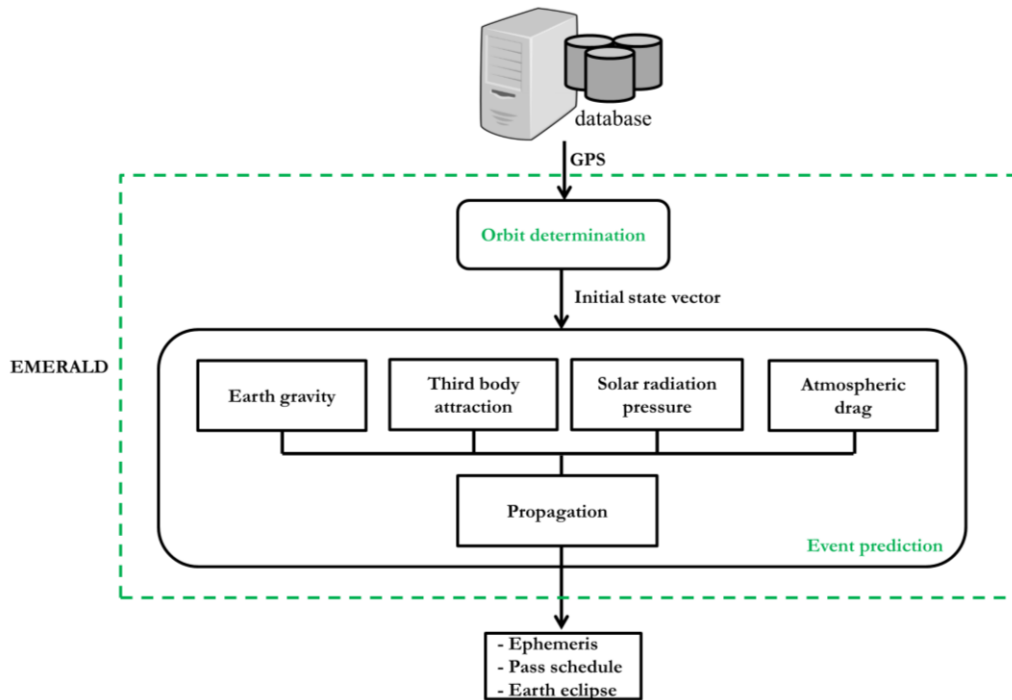 database
GPS
Orbit determination
Initial state vector
EMERALD
Earth gravity
Third body
attraction
Solar radiation
pressure
Atmospheric
drag
Propagation
Event prediction
- Ephemeris
- Pass schedule
- Earth eclipse